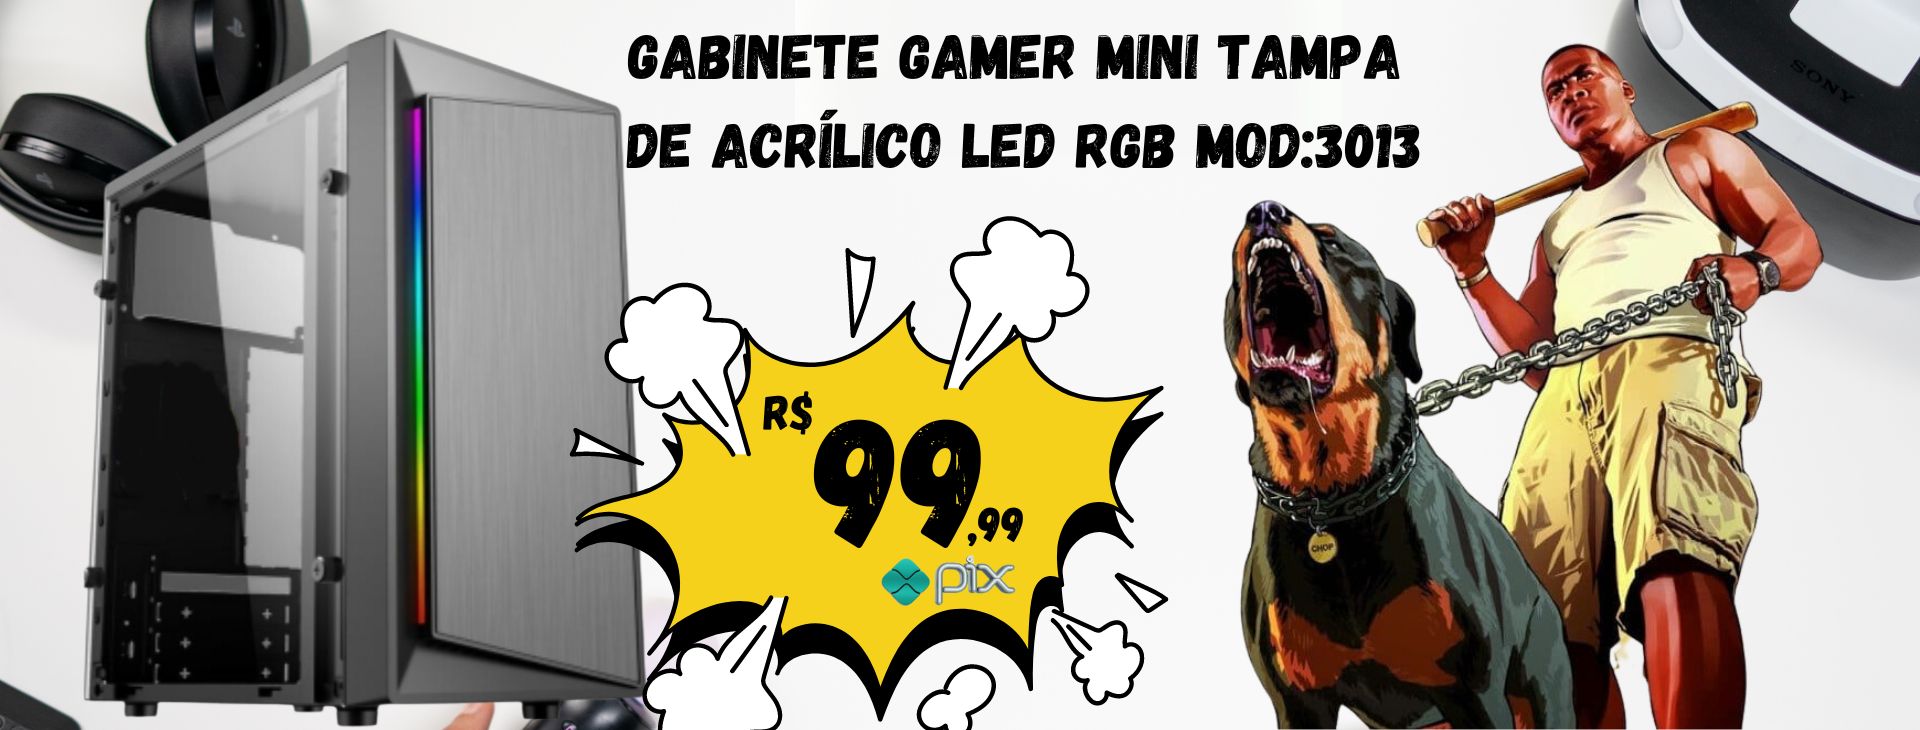 GABINETE GAMER MINI TAMPA
DE ACRÍLICO LED RGB MOD:3013
R$ 99,99
pix
CHOP
SONY